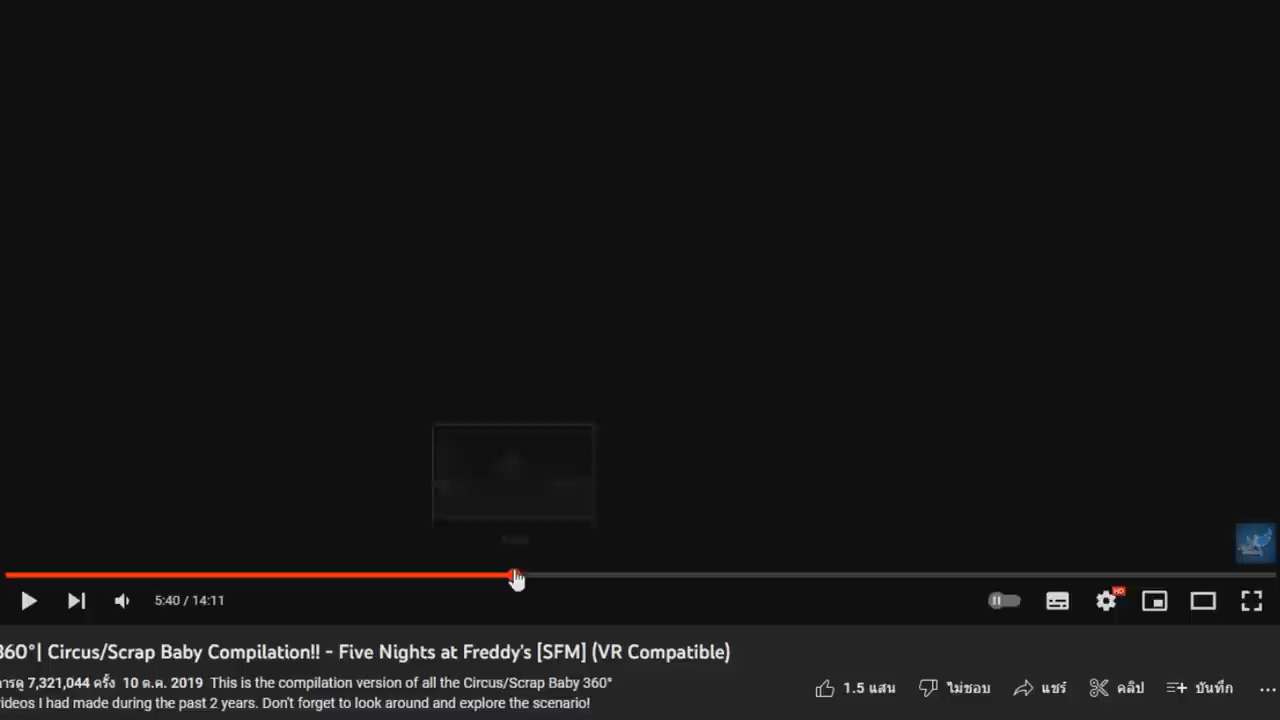 5:40 / 14:11
HD
360°| Circus/Scrap Baby Compilation!! - Five Nights at Freddy's [SFM] (VR Compatible)
การดู 7,321,044 ครั้ง 10 ต.ค. 2019 This is the compilation version of all the Circus/Scrap Baby 360°
videos I had made during the past 2 years. Don't forget to look around and explore the scenario!
1.5 แสน ไม่ชอบ แชร์ คลิป บันทึก